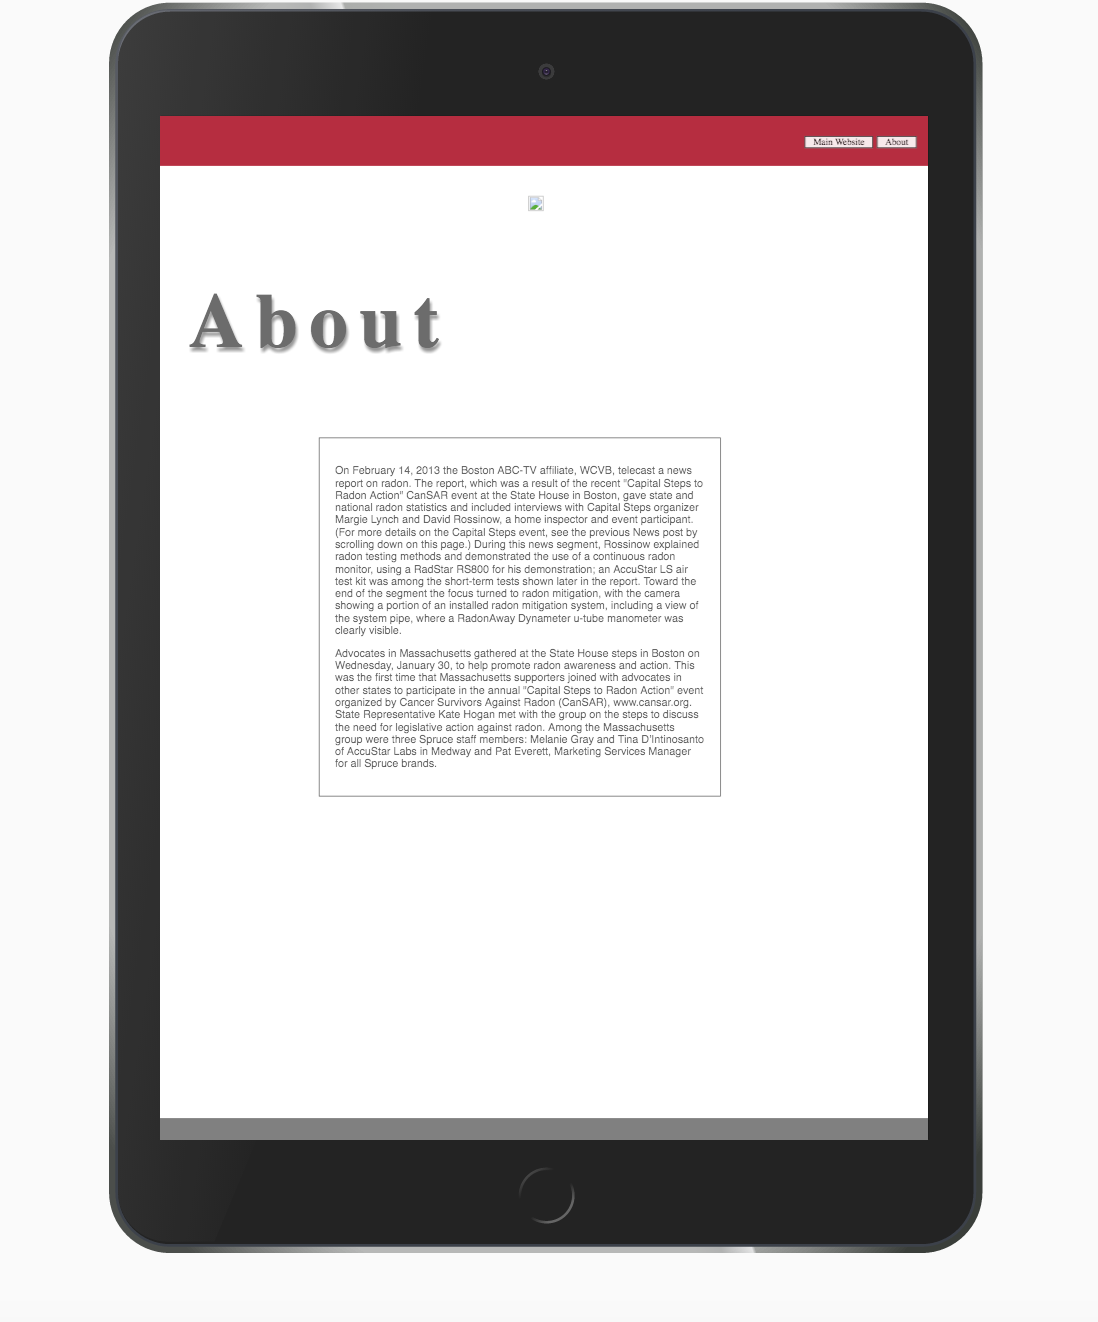 Main Website About
About
On February 14, 2013 the Boston ABC-TV affiliate, WCVB, telecast a news
report on radon. The report, which was a result of the recent "Capital Steps to
Radon Action" CanSAR event at the State House in Boston, gave state and
national radon statistics and included interviews with Capital Steps organizer
Margie Lynch and David Rossinow, a home inspector and event participant.
(For more details on the Capital Steps event, see the previous News post by
scrolling down on this page.) During this news segment, Rossinow explained
radon testing methods and demonstrated the use of a continuous radon
monitor, using a RadStar RS800 for his demonstration; an AccuStar LS air
test kit was among the short-term tests shown later in the report. Toward the
end of the segment the focus turned to radon mitigation, with the camera
showing a portion of an installed radon mitigation system, including a view of
the system pipe, where a RadonAway Dynameter u-tube manometer was
clearly visible.
Advocates in Massachusetts gathered at the State House steps in Boston on
Wednesday, January 30, to help promote radon awareness and action. This
was the first time that Massachusetts supporters joined with advocates in
other states to participate in the annual "Capital Steps to Radon Action" event
organized by Cancer Survivors Against Radon (CanSAR), www.cansar.org.
State Representative Kate Hogan met with the group on the steps to discuss
the need for legislative action against radon. Among the Massachusetts
group were three Spruce staff members: Melanie Gray and Tina D'Intinosanto
of AccuStar Labs in Medway and Pat Everett, Marketing Services Manager
for all Spruce brands.